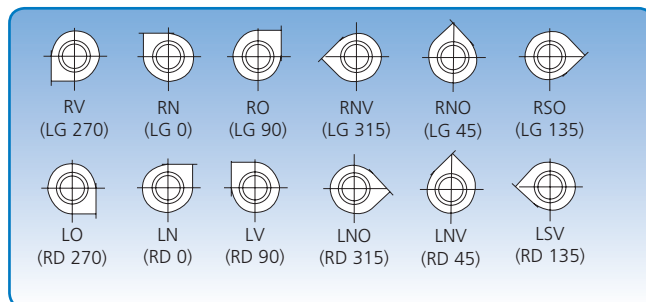 RV RN RO RNV RNO RSO
(LG 270) (LG 0) (LG 90) (LG 315) (LG 45) (LG 135)
LO LN LV LNO LNV LSV
(RD 270) (RD 0) (RD 90) (RD 315) (RD 45) (RD 135)